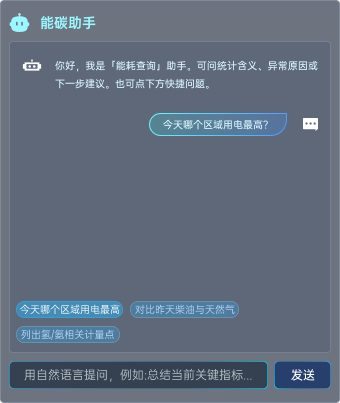 能碳助手
你好，我是「能耗查询」助手。可问统计含义、异常原因或
下一步建议。也可点下方快捷问题。
今天哪个区域用电最高？
今天哪个区域用电最高
对比昨天柴油与天然气
列出氢/氨相关计量点
用自然语言提问，例如:总结当前关键指标...
发送